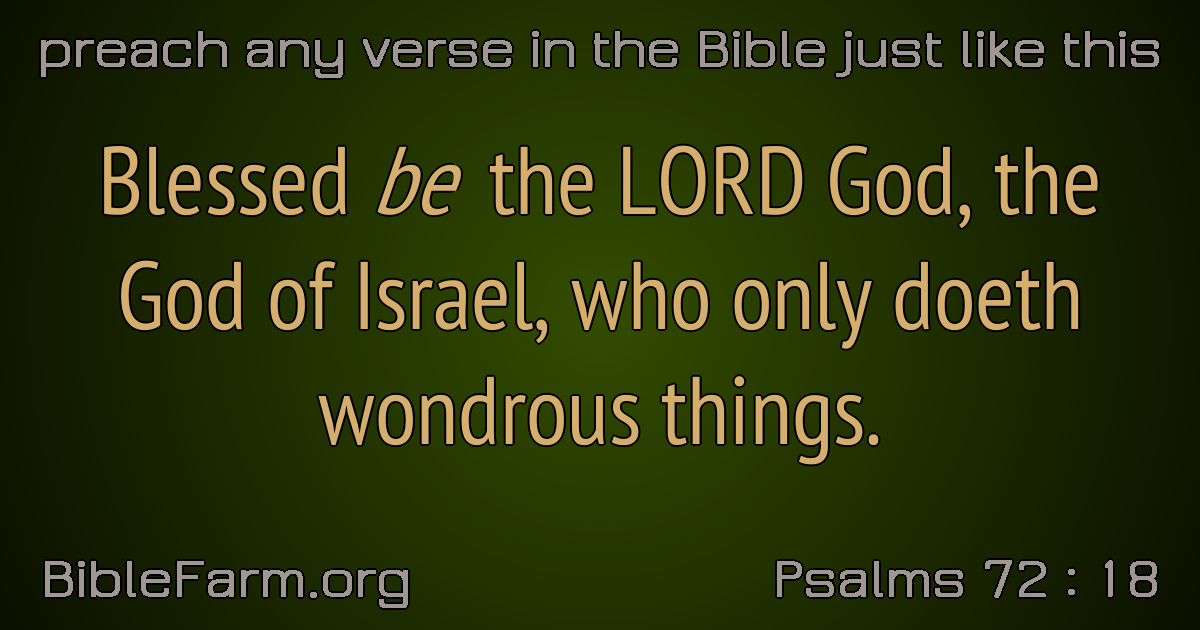 preach any verse in the Bible just like this
Blessed be the LORD God, the
God of Israel, who only doeth
wondrous things.
BibleFarm.org
Psalms 72 : 18